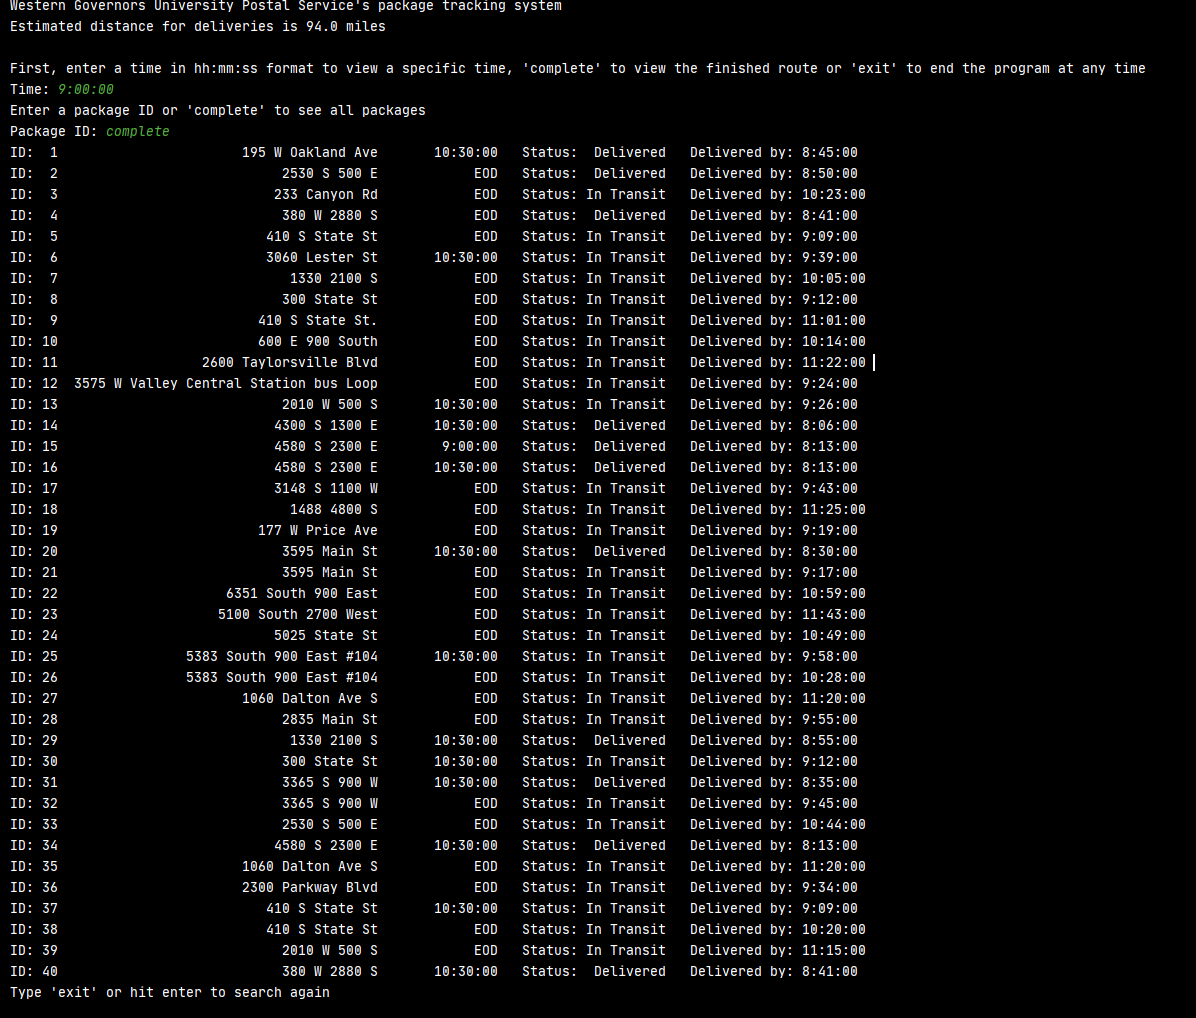 Western Governors University Postal Service's package tracking system
Estimated distance for deliveries is 94.0 miles
First, enter a time in hh:mm:ss format to view a specific time, 'complete' to view the finished route or 'exit' to end the program at any time
Time: 9:00:00
Enter a package ID or 'complete' to see all packages
Package ID: complete
ID: 1 195 W Oakland Ave 10:30:00 Status: Delivered Delivered by: 8:45:00
ID: 2 2530 S 500 E EOD Status: Delivered Delivered by: 8:50:00
ID: 3 233 Canyon Rd EOD Status: In Transit Delivered by: 10:23:00
ID: 4 380 W 2880 S EOD Status: Delivered Delivered by: 8:41:00
ID: 5 410 S State St EOD Status: In Transit Delivered by: 9:09:00
ID: 6 3060 Lester St 10:30:00 Status: In Transit Delivered by: 9:39:00
ID: 7 1330 2100 S EOD Status: In Transit Delivered by: 10:05:00
ID: 8 300 State St EOD Status: In Transit Delivered by: 9:12:00
ID: 9 410 S State St. EOD Status: In Transit Delivered by: 11:01:00
ID: 10 600 E 900 South EOD Status: In Transit Delivered by: 10:14:00
ID: 11 2600 Taylorsville Blvd EOD Status: In Transit Delivered by: 11:22:00
ID: 12 3575 W Valley Central Station bus Loop EOD Status: In Transit Delivered by: 9:24:00
ID: 13 2010 W 500 S 10:30:00 Status: In Transit Delivered by: 9:26:00
ID: 14 4300 S 1300 E 10:30:00 Status: Delivered Delivered by: 8:06:00
ID: 15 4580 S 2300 E 9:00:00 Status: Delivered Delivered by: 8:13:00
ID: 16 4580 S 2300 E 10:30:00 Status: Delivered Delivered by: 8:13:00
ID: 17 3148 S 1100 W EOD Status: In Transit Delivered by: 9:43:00
ID: 18 1488 4800 S EOD Status: In Transit Delivered by: 11:25:00
ID: 19 177 W Price Ave EOD Status: In Transit Delivered by: 9:19:00
ID: 20 3595 Main St 10:30:00 Status: Delivered Delivered by: 8:30:00
ID: 21 3595 Main St EOD Status: In Transit Delivered by: 9:17:00
ID: 22 6351 South 900 East EOD Status: In Transit Delivered by: 10:59:00
ID: 23 5100 South 2700 West EOD Status: In Transit Delivered by: 11:43:00
ID: 24 5025 State St EOD Status: In Transit Delivered by: 10:49:00
ID: 25 5383 South 900 East #104 10:30:00 Status: In Transit Delivered by: 9:58:00
ID: 26 5383 South 900 East #104 EOD Status: In Transit Delivered by: 10:28:00
ID: 27 1060 Dalton Ave S EOD Status: In Transit Delivered by: 11:20:00
ID: 28 2835 Main St EOD Status: In Transit Delivered by: 9:55:00
ID: 29 1330 2100 S 10:30:00 Status: Delivered Delivered by: 8:55:00
ID: 30 300 State St 10:30:00 Status: In Transit Delivered by: 9:12:00
ID: 31 3365 S 900 W 10:30:00 Status: Delivered Delivered by: 8:35:00
ID: 32 3365 S 900 W EOD Status: In Transit Delivered by: 9:45:00
ID: 33 2530 S 500 E EOD Status: In Transit Delivered by: 10:44:00
ID: 34 4580 S 2300 E 10:30:00 Status: Delivered Delivered by: 8:13:00
ID: 35 1060 Dalton Ave S EOD Status: In Transit Delivered by: 11:20:00
ID: 36 2300 Parkway Blvd EOD Status: In Transit Delivered by: 9:34:00
ID: 37 410 S State St 10:30:00 Status: In Transit Delivered by: 9:09:00
ID: 38 410 S State St EOD Status: In Transit Delivered by: 10:20:00
ID: 39 2010 W 500 S EOD Status: In Transit Delivered by: 11:15:00
ID: 40 380 W 2880 S 10:30:00 Status: Delivered Delivered by: 8:41:00
Type 'exit' or hit enter to search again